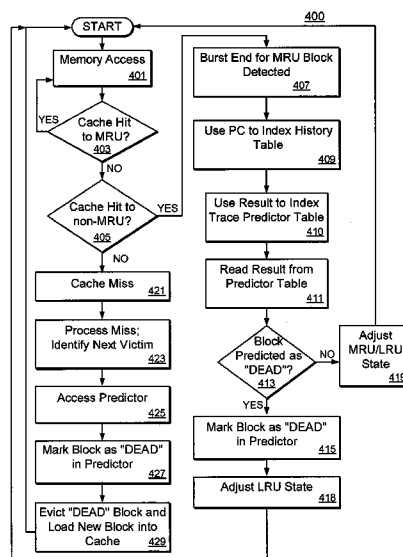 400
START
Memory Access
401
YES
Cache Hit
to MRU?
403
NO
Cache Hit to
non-MRU?
405
YES
NO
Cache Miss
421
Process Miss;
Identify Next Victim
423
Access Predictor
425
Mark Block as "DEAD"
in Predictor
427
Evict "DEAD" Block and
Load New Block into
Cache
429
Burst End for MRU Block
Detected
407
Use PC to Index History
Table
409
Use Result to Index
Trace Predictor Table
410
Read Result from
Predictor Table
411
Block
Predicted as
"DEAD"?
413
NO
YES
Mark Block as "DEAD"
in Predictor
415
Adjust LRU State
418
Adjust
MRU/LRU
State